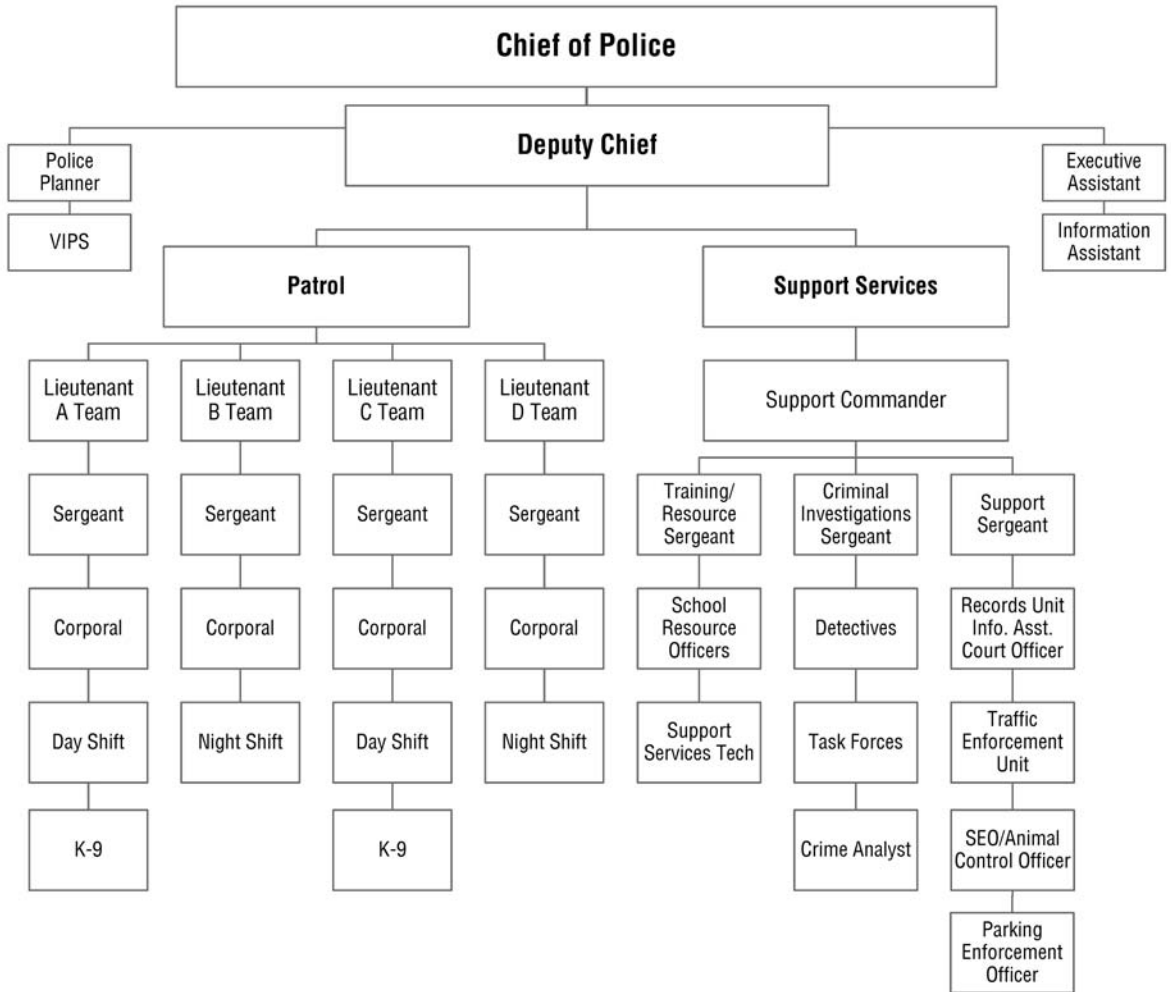 Chief of Police
Deputy Chief
Police
Planner
VIPS
Executive
Assistant
Information
Assistant
Patrol
Support Services
Lieutenant
A Team
Lieutenant
B Team
Lieutenant
C Team
Lieutenant
D Team
Support Commander
Sergeant
Sergeant
Sergeant
Sergeant
Training/
Resource
Sergeant
Criminal
Investigations
Sergeant
Support
Sergeant
Corporal
Corporal
Corporal
Corporal
School
Resource
Officers
Detectives
Records Unit
Info. Asst.
Court Officer
Day Shift
Night Shift
Day Shift
Night Shift
Support
Services Tech
Task Forces
Traffic
Enforcement
Unit
K-9
K-9
Crime Analyst
SEO/Animal
Control Officer
Parking
Enforcement
Officer